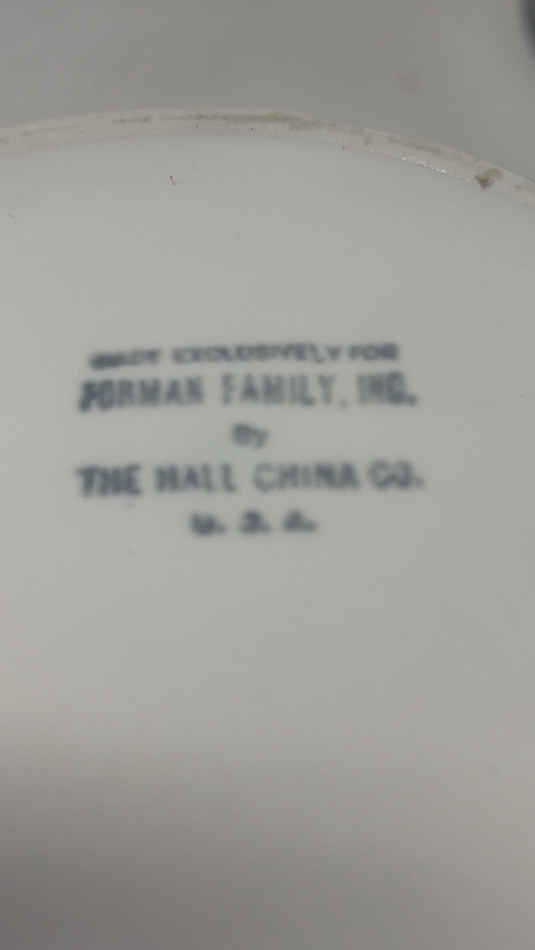 MADE EXCLUSIVELY FOR
FORMAN FAMILY, INC.
By
THE HALL CHINA CO.
U. S. A.